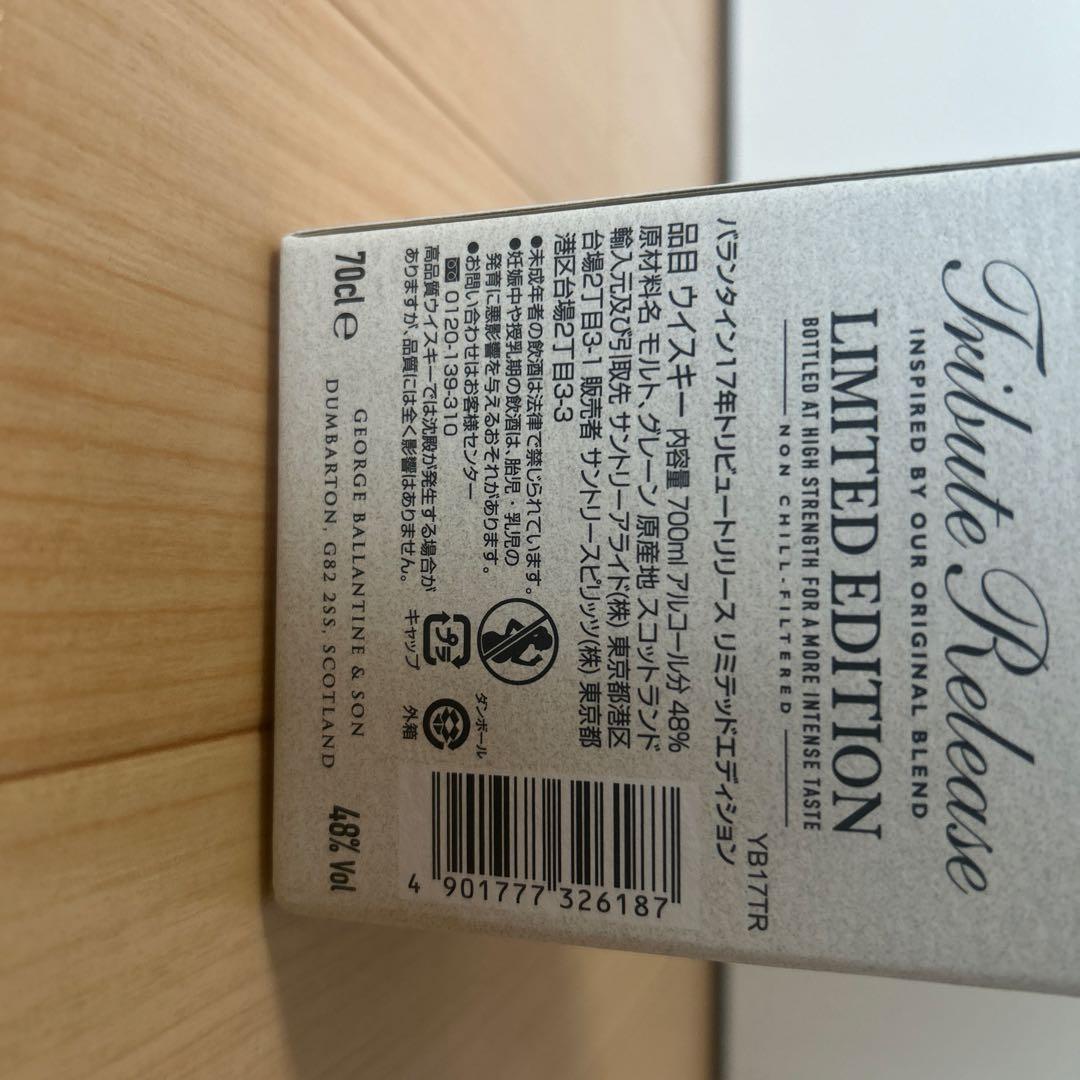 Tribute Release
INSPIRED BY OUR ORIGINAL BLEND
LIMITED EDITION
BOTTLED AT HIGH STRENGTH FOR A MORE INTENSE TASTE
NON CHILL-FILTERED
YB17TR
バランタイン17年トリビュートリリース リミテッドエディション
品目 ウイスキー 内容量 700ml アルコール分 48%
原材料名 モルト、グレーン 原産地 スコットランド
輸入元及び引取先 サントリーアライド(株) 東京都港区
台場2丁目3-1 販売者 サントリースピリッツ(株) 東京都
港区台場2丁目3-3
●未成年者の飲酒は法律で禁じられています。
●妊娠中や授乳期の飲酒は、胎児・乳児の
発育に悪影響を与えるおそれがあります。
●お問い合わせはお客様センター
0120-139-310
高品質ウイスキーでは沈殿が発生する場合が
ありますが、品質には全く影響はありません。
プラ
キャップ
ダンボール
外箱
4 901777 326187
70cl e
GEORGE BALLANTINE & SON
DUMBARTON, G82 2SS, SCOTLAND
48% Vol